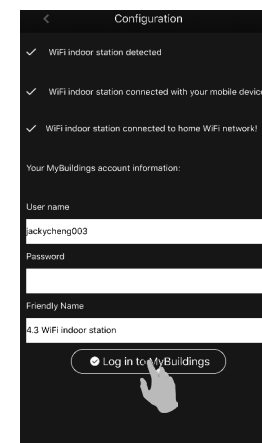 Configuration
WiFi indoor station detected
WiFi indoor station connected with your mobile device
WiFi indoor station connected to home WiFi network!
Your MyBuildings account information:
User name
jackycheng003
Password
Friendly Name
4.3 WiFi indoor station
Log in to MyBuildings